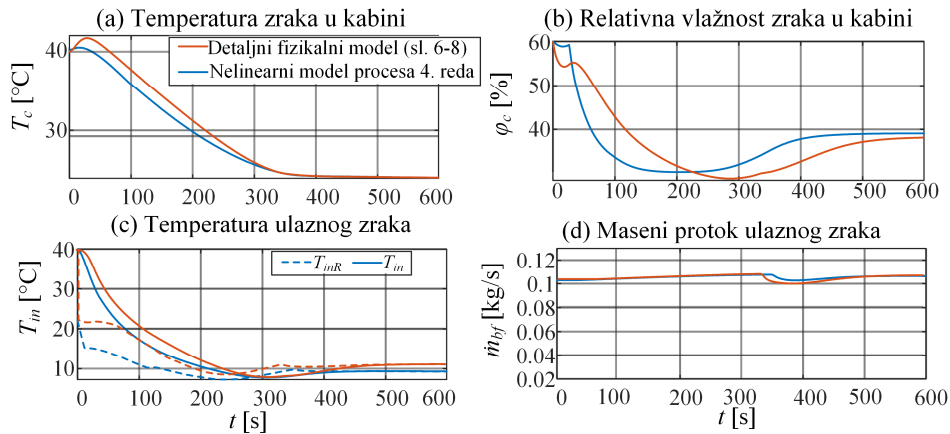 (a) Temperatura zraka u kabini
T_c [°C]
40
30
Detaljni fizikalni model (sl. 6-8)
Nelinearni model procesa 4. reda
0 100 200 300 400 500 600
(b) Relativna vlažnost zraka u kabini
φ_c [%]
60
40
0 100 200 300 400 500 600
(c) Temperatura ulaznog zraka
T_in [°C]
40
30
20
10
T_inR T_in
0 100 200 300 400 500 600
t [s]
(d) Maseni protok ulaznog zraka
ṁ_bf [kg/s]
0.12
0.1
0.08
0.06
0.04
0.02
0 100 200 300 400 500 600
t [s]